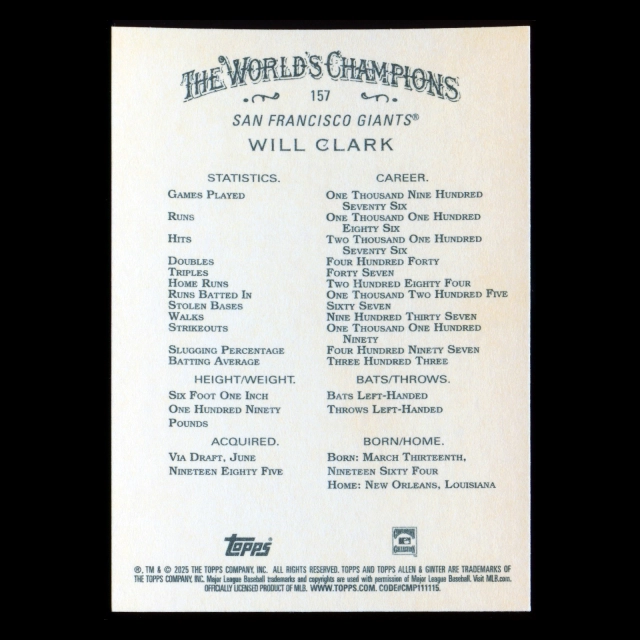 THE WORLD'S CHAMPIONS
157
SAN FRANCISCO GIANTS®
WILL CLARK
STATISTICS. CAREER.
GAMES PLAYED ONE THOUSAND NINE HUNDRED
SEVENTY SIX
RUNS ONE THOUSAND ONE HUNDRED
EIGHTY SIX
HITS TWO THOUSAND ONE HUNDRED
SEVENTY SIX
DOUBLES FOUR HUNDRED FORTY
TRIPLES FORTY SEVEN
HOME RUNS TWO HUNDRED EIGHTY FOUR
RUNS BATTED IN ONE THOUSAND TWO HUNDRED FIVE
STOLEN BASES SIXTY SEVEN
WALKS NINE HUNDRED THIRTY SEVEN
STRIKEOUTS ONE THOUSAND ONE HUNDRED
NINETY
SLUGGING PERCENTAGE FOUR HUNDRED NINETY SEVEN
BATTING AVERAGE THREE HUNDRED THREE
HEIGHT/WEIGHT. BATS/THROWS.
SIX FOOT ONE INCH BATS LEFT-HANDED
ONE HUNDRED NINETY THROWS LEFT-HANDED
POUNDS
ACQUIRED. BORN/HOME.
VIA DRAFT, JUNE BORN: MARCH THIRTEENTH,
NINETEEN EIGHTY FIVE NINETEEN SIXTY FOUR
HOME: NEW ORLEANS, LOUISIANA
topps®
®, TM & © 2025 THE TOPPS COMPANY, INC. ALL RIGHTS RESERVED. TOPPS AND TOPPS ALLEN & GINTER ARE TRADEMARKS OF
THE TOPPS COMPANY, INC. Major League Baseball trademarks and copyrights are used with permission of Major League Baseball. Visit MLB.com.
OFFICIALLY LICENSED PRODUCT OF MLB. WWW.TOPPS.COM. CODE#CMP111115.